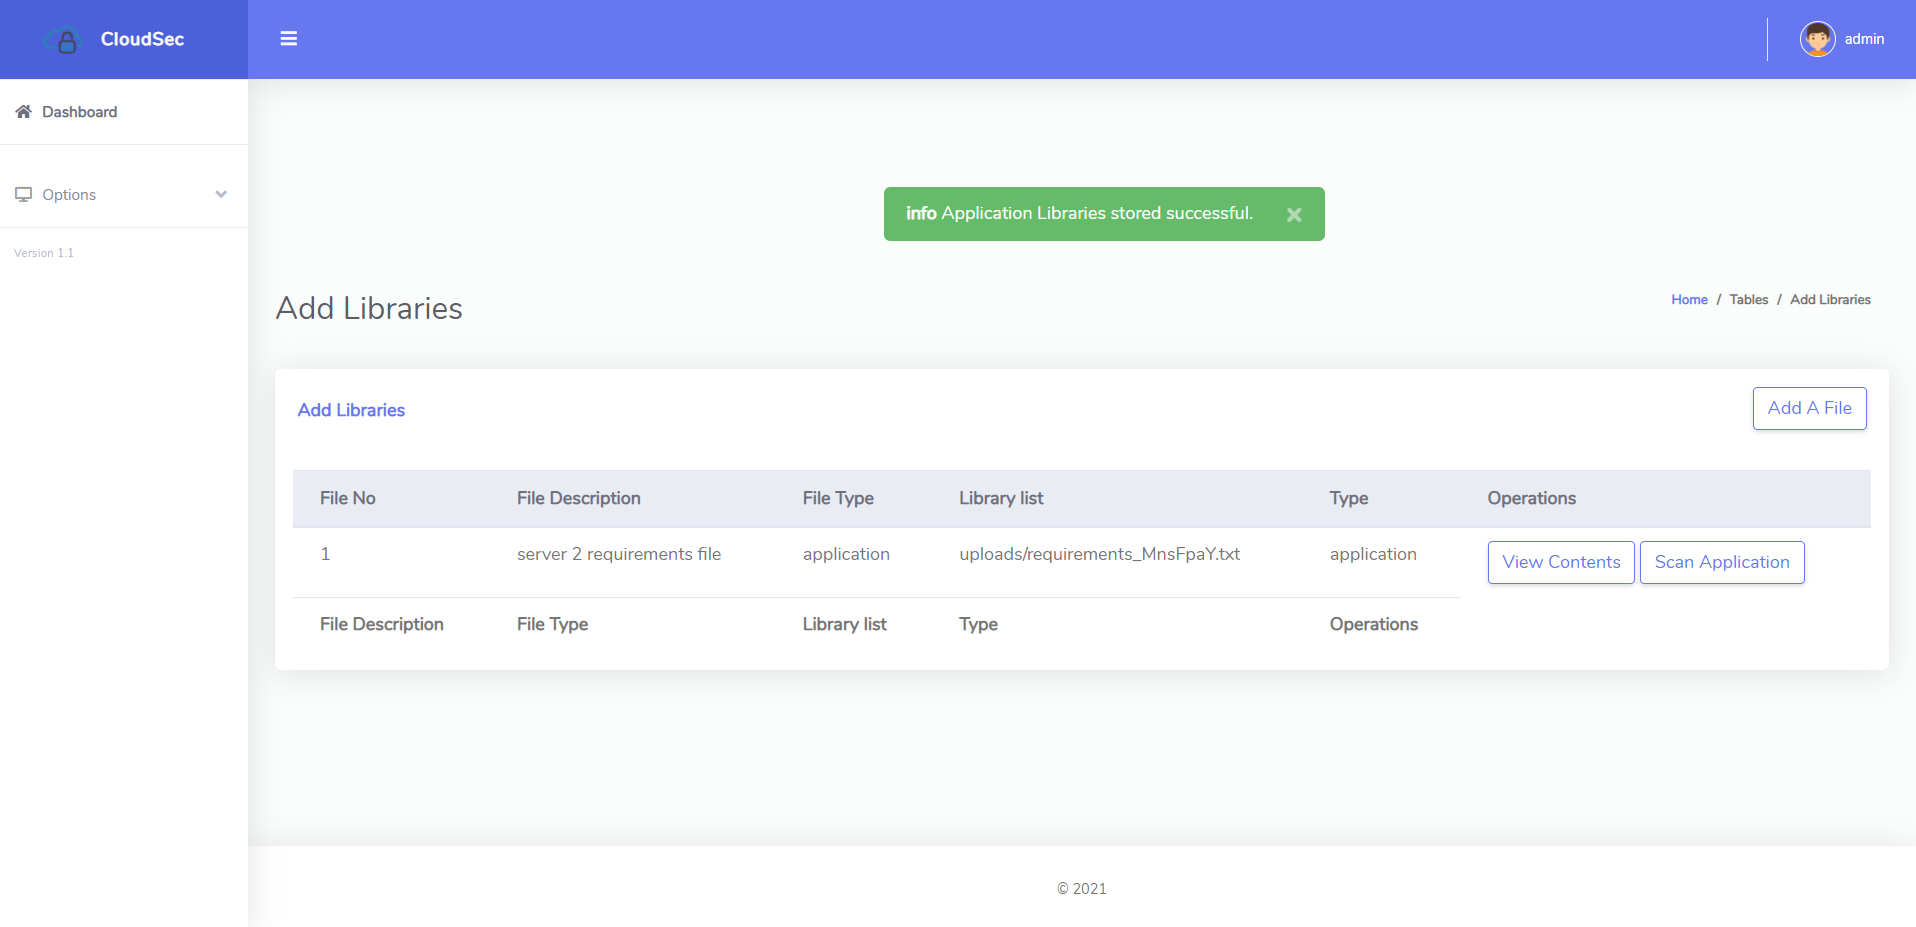 CloudSec
admin
Dashboard
Options
Version 1.1
info Application Libraries stored successful.
Add Libraries
Home / Tables / Add Libraries
Add Libraries
Add A File
File No File Description File Type Library list Type Operations
1 server 2 requirements file application uploads/requirements_MnsFpaY.txt application View Contents Scan Application
File Description File Type Library list Type Operations
© 2021